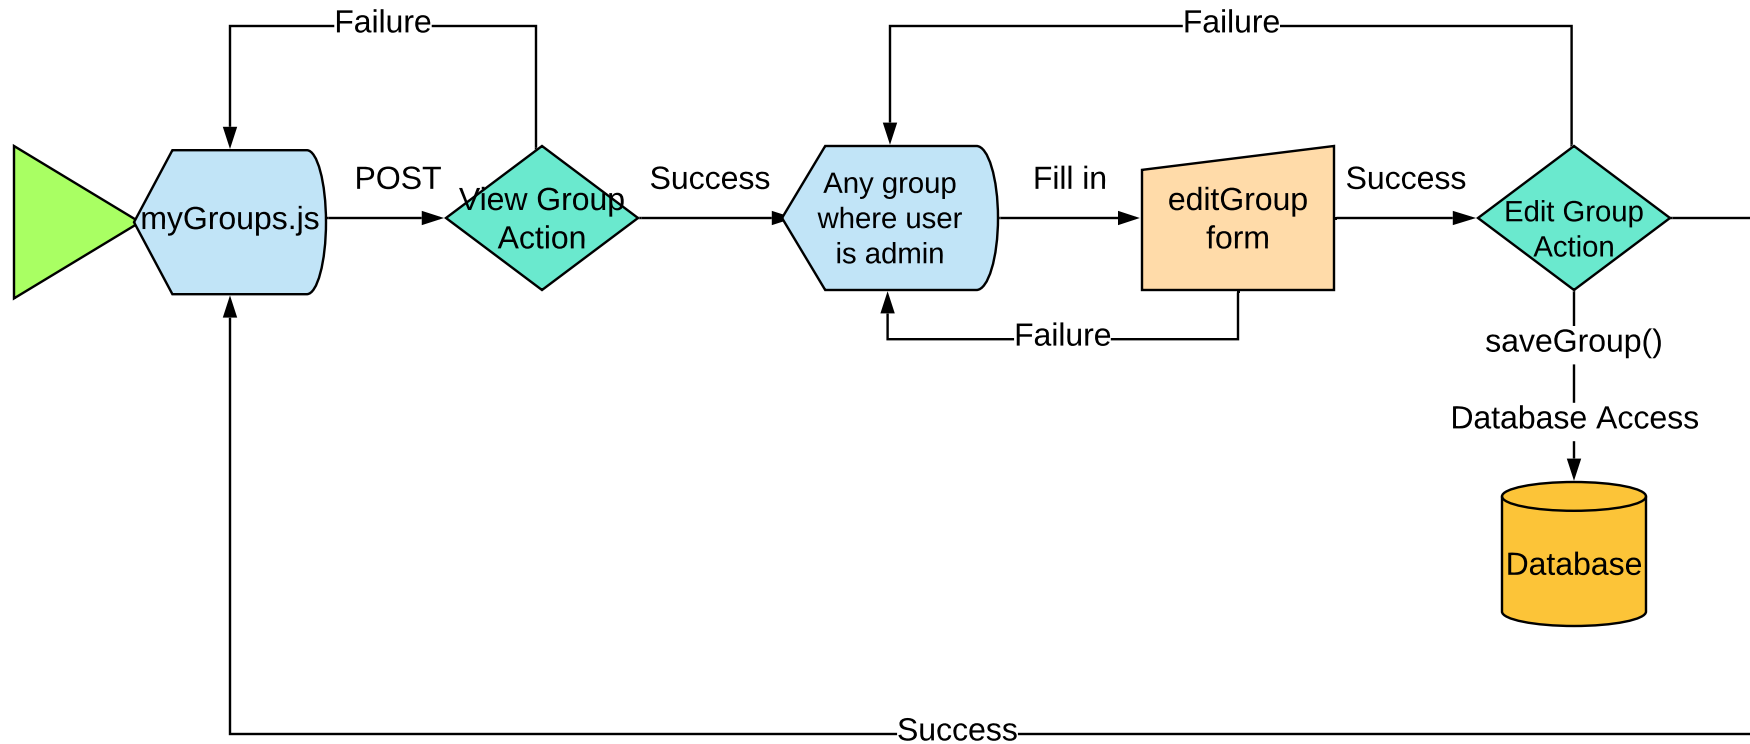 Failure
Failure
POST
Success
Fill in
Success
myGroups.js
View Group
Action
Any group
where user
is admin
editGroup
form
Edit Group
Action
Failure
saveGroup()
Database Access
Database
Success